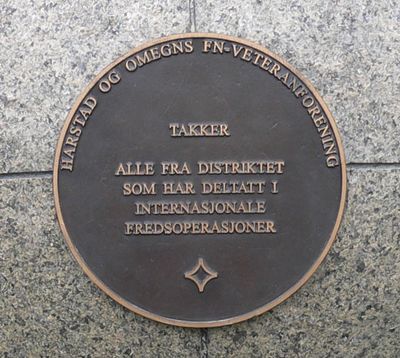 HARSTAD OG OMEGNS FN-VETERANFORENING
TAKKER
ALLE FRA DISTRIKTET
SOM HAR DELTATT I
INTERNASJONALE
FREDSOPERASJONER